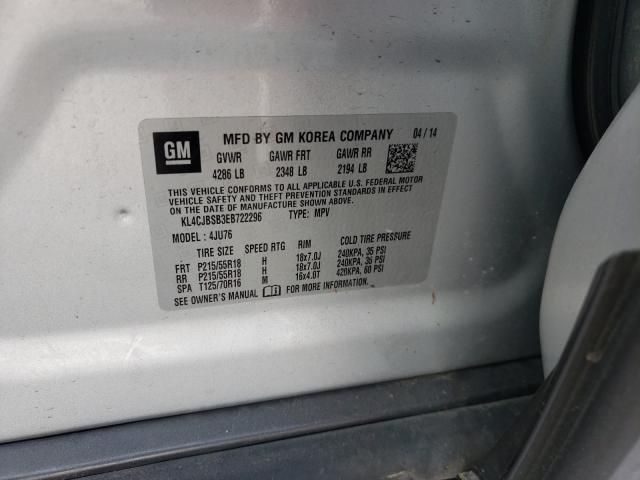 GM MFD BY GM KOREA COMPANY 04 / 14
GVWR GAWR FRT GAWR RR
4286 LB 2348 LB 2194 LB
THIS VEHICLE CONFORMS TO ALL APPLICABLE U.S. FEDERAL MOTOR
VEHICLE SAFETY AND THEFT PREVENTION STANDARDS IN EFFECT
ON THE DATE OF MANUFACTURE SHOWN ABOVE.
KL4CJBSB3EB722296 TYPE: MPV
MODEL : 4JU76
TIRE SIZE SPEED RTG RIM COLD TIRE PRESSURE
FRT P215/55R18 H 18x7.0J 240KPA, 35 PSI
RR P215/55R18 H 18x7.0J 240KPA, 35 PSI
SPA T125/70R16 M 16x4.0T 420KPA, 60 PSI
SEE OWNER'S MANUAL FOR MORE INFORMATION.